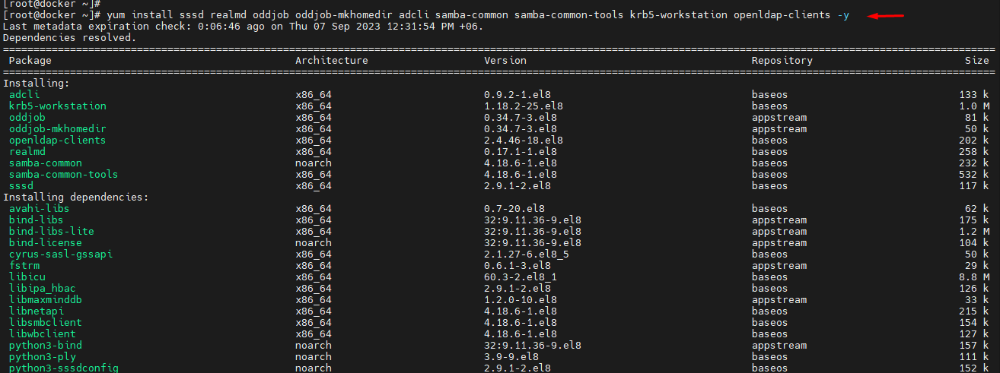 [root@docker ~]#
[root@docker ~]# yum install sssd realmd oddjob oddjob-mkhomedir adcli samba-common samba-common-tools krb5-workstation openldap-clients -y
Last metadata expiration check: 0:06:46 ago on Thu 07 Sep 2023 12:31:54 PM +06.
Dependencies resolved.
Package Architecture Version Repository Size
Installing:
adcli x86_64 0.9.2-1.el8 baseos 133 k
krb5-workstation x86_64 1.18.2-25.el8 baseos 1.0 M
oddjob x86_64 0.34.7-3.el8 appstream 81 k
oddjob-mkhomedir x86_64 0.34.7-3.el8 appstream 50 k
openldap-clients x86_64 2.4.46-18.el8 baseos 202 k
realmd x86_64 0.17.1-1.el8 baseos 258 k
samba-common noarch 4.18.6-1.el8 baseos 232 k
samba-common-tools x86_64 4.18.6-1.el8 baseos 532 k
sssd x86_64 2.9.1-2.el8 baseos 117 k
Installing dependencies:
avahi-libs x86_64 0.7-20.el8 baseos 62 k
bind-libs x86_64 32:9.11.36-9.el8 appstream 175 k
bind-libs-lite x86_64 32:9.11.36-9.el8 appstream 1.2 M
bind-license noarch 32:9.11.36-9.el8 appstream 104 k
cyrus-sasl-gssapi x86_64 2.1.27-6.el8_5 baseos 50 k
fstrm x86_64 0.6.1-3.el8 appstream 29 k
libicu x86_64 60.3-2.el8_1 baseos 8.8 M
libipa_hbac x86_64 2.9.1-2.el8 baseos 126 k
libmaxminddb x86_64 1.2.0-10.el8 appstream 33 k
libnetapi x86_64 4.18.6-1.el8 baseos 215 k
libsmbclient x86_64 4.18.6-1.el8 baseos 154 k
libwbclient x86_64 4.18.6-1.el8 baseos 127 k
python3-bind noarch 32:9.11.36-9.el8 appstream 157 k
python3-ply noarch 3.9-9.el8 baseos 111 k
python3-sssdconfig noarch 2.9.1-2.el8 baseos 152 k